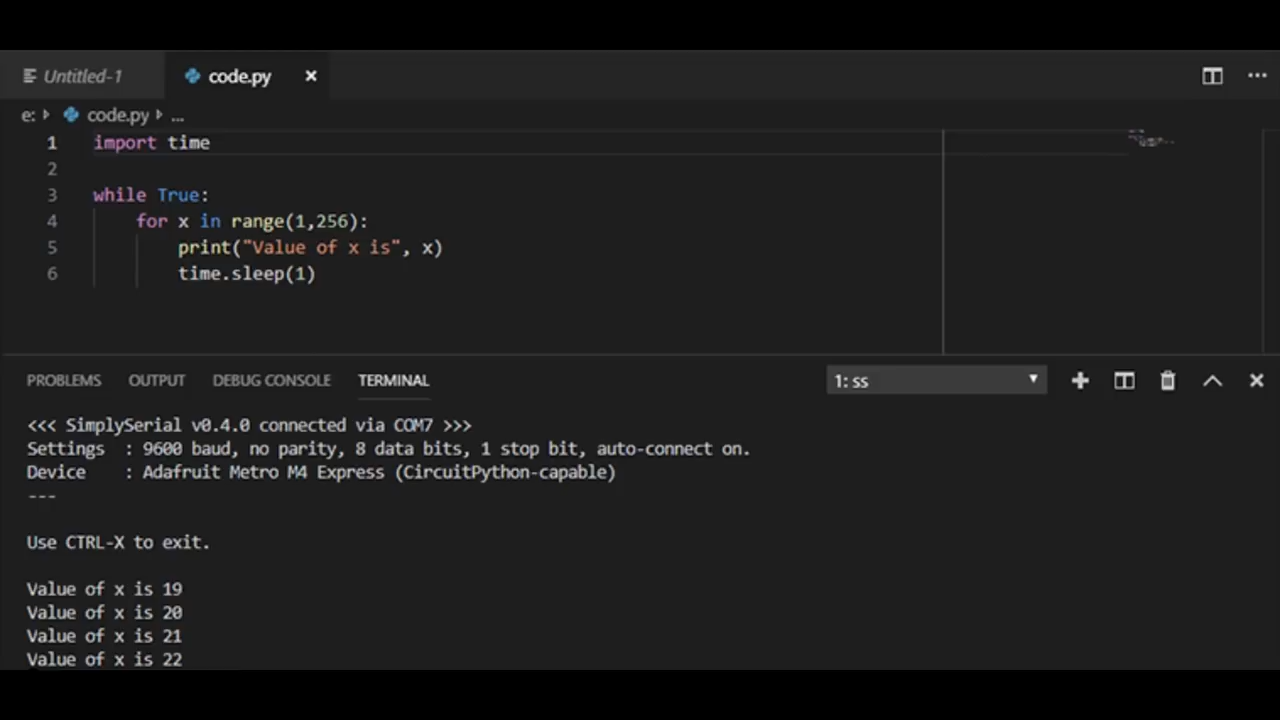 Untitled-1 code.py
e: code.py ...
1 import time
2
3 while True:
4 for x in range(1,256):
5 print("Value of x is", x)
6 time.sleep(1)
PROBLEMS OUTPUT DEBUG CONSOLE TERMINAL 1: ss
<<< SimplySerial v0.4.0 connected via COM7 >>>
Settings : 9600 baud, no parity, 8 data bits, 1 stop bit, auto-connect on.
Device : Adafruit Metro M4 Express (CircuitPython-capable)
---
Use CTRL-X to exit.
Value of x is 19
Value of x is 20
Value of x is 21
Value of x is 22